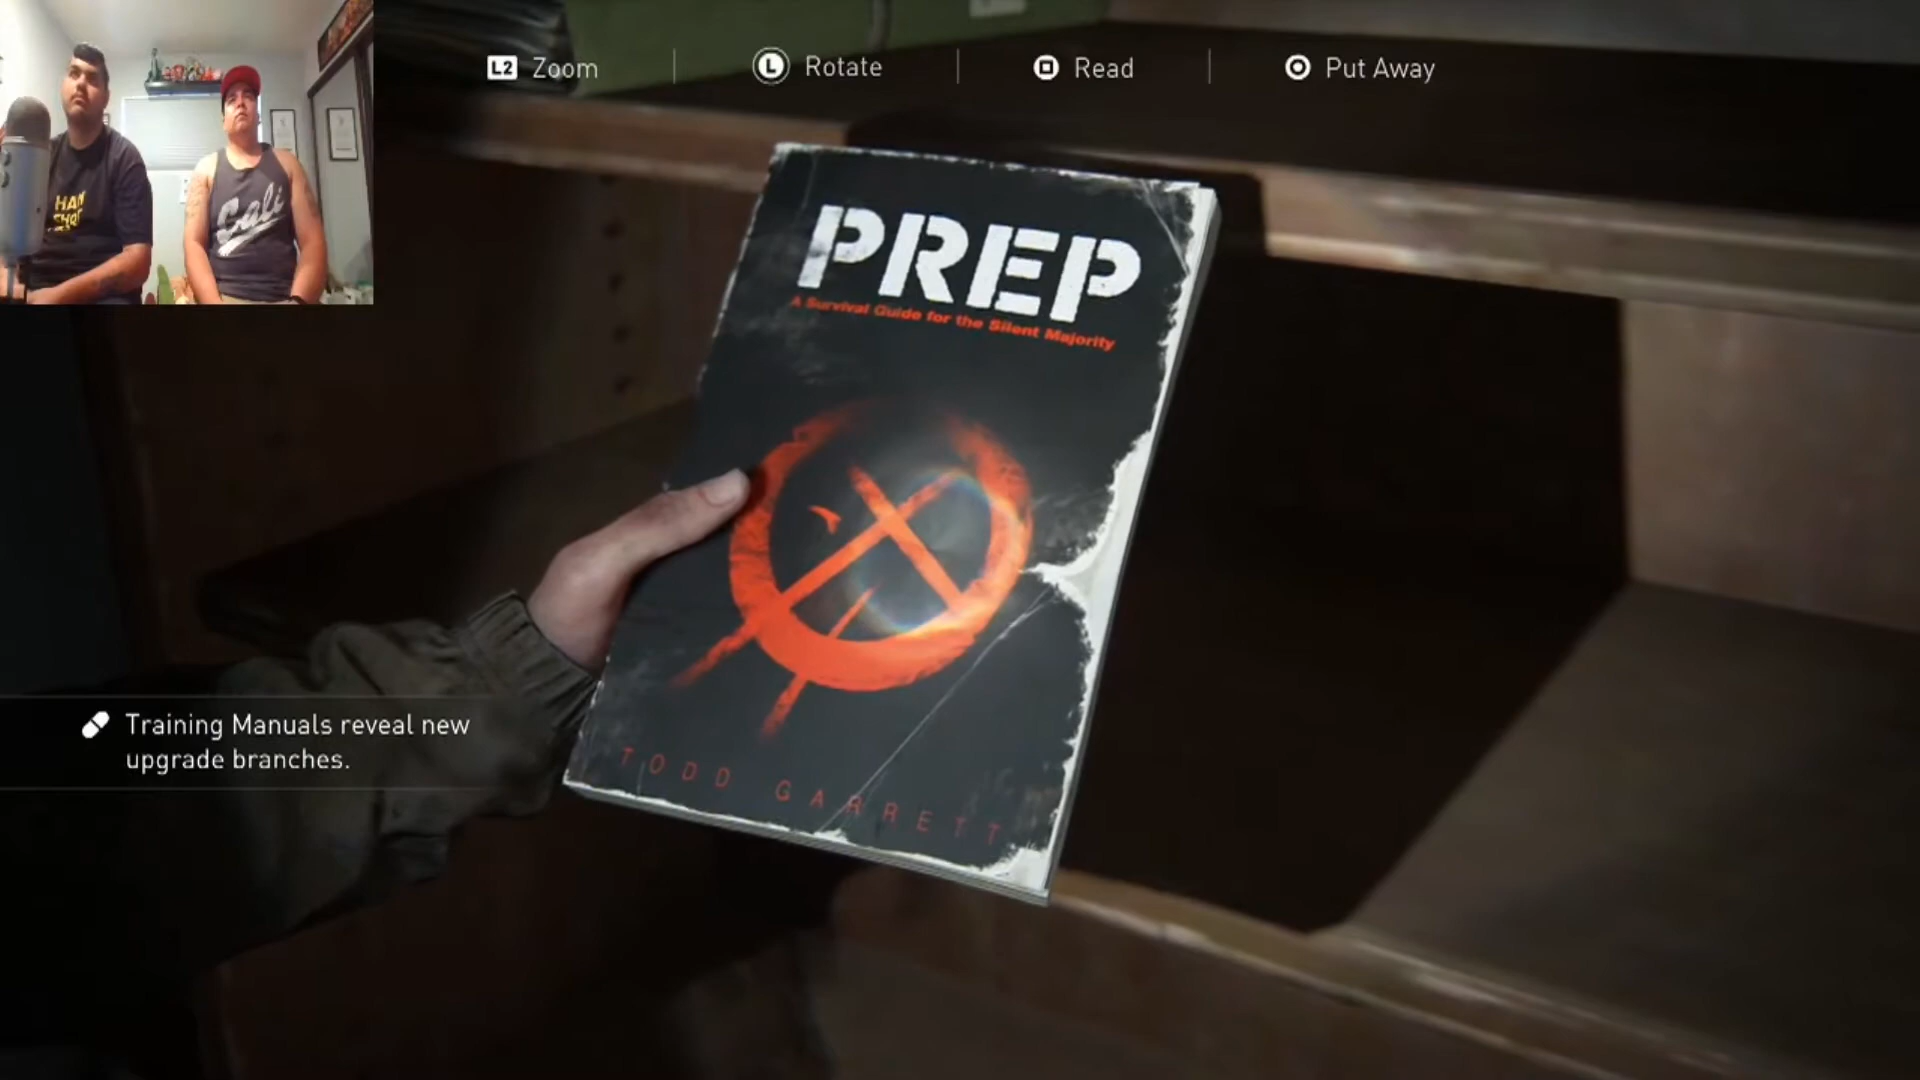 L2 Zoom
L Rotate
Read
Put Away
Cali
PREP
A Survival Guide for the Silent Majority
TODD GARRETT
Training Manuals reveal new
upgrade branches.